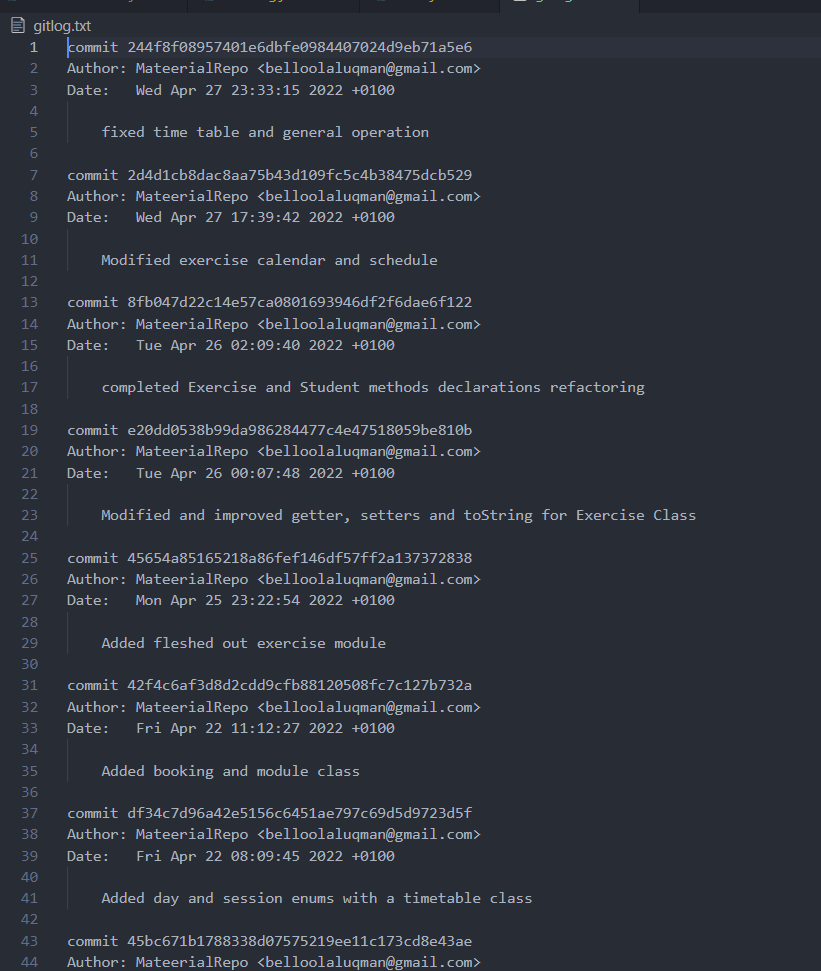 gitlog.txt
1 commit 244f8f08957401e6dbfe0984407024d9eb71a5e6
2 Author: MateerialRepo <belloolaluqman@gmail.com>
3 Date:   Wed Apr 27 23:33:15 2022 +0100
4
5     fixed time table and general operation
6
7 commit 2d4d1cb8dac8aa75b43d109fc5c4b38475dcb529
8 Author: MateerialRepo <belloolaluqman@gmail.com>
9 Date:   Wed Apr 27 17:39:42 2022 +0100
10
11     Modified exercise calendar and schedule
12
13 commit 8fb047d22c14e57ca0801693946df2f6dae6f122
14 Author: MateerialRepo <belloolaluqman@gmail.com>
15 Date:   Tue Apr 26 02:09:40 2022 +0100
16
17     completed Exercise and Student methods declarations refactoring
18
19 commit e20dd0538b99da986284477c4e47518059be810b
20 Author: MateerialRepo <belloolaluqman@gmail.com>
21 Date:   Tue Apr 26 00:07:48 2022 +0100
22
23     Modified and improved getter, setters and toString for Exercise Class
24
25 commit 45654a85165218a86fef146df57ff2a137372838
26 Author: MateerialRepo <belloolaluqman@gmail.com>
27 Date:   Mon Apr 25 23:22:54 2022 +0100
28
29     Added fleshed out exercise module
30
31 commit 42f4c6af3d8d2cdd9cfb88120508fc7c127b732a
32 Author: MateerialRepo <belloolaluqman@gmail.com>
33 Date:   Fri Apr 22 11:12:27 2022 +0100
34
35     Added booking and module class
36
37 commit df34c7d96a42e5156c6451ae797c69d5d9723d5f
38 Author: MateerialRepo <belloolaluqman@gmail.com>
39 Date:   Fri Apr 22 08:09:45 2022 +0100
40
41     Added day and session enums with a timetable class
42
43 commit 45bc671b1788338d07575219ee11c173cd8e43ae
44 Author: MateerialRepo <belloolaluqman@gmail.com>